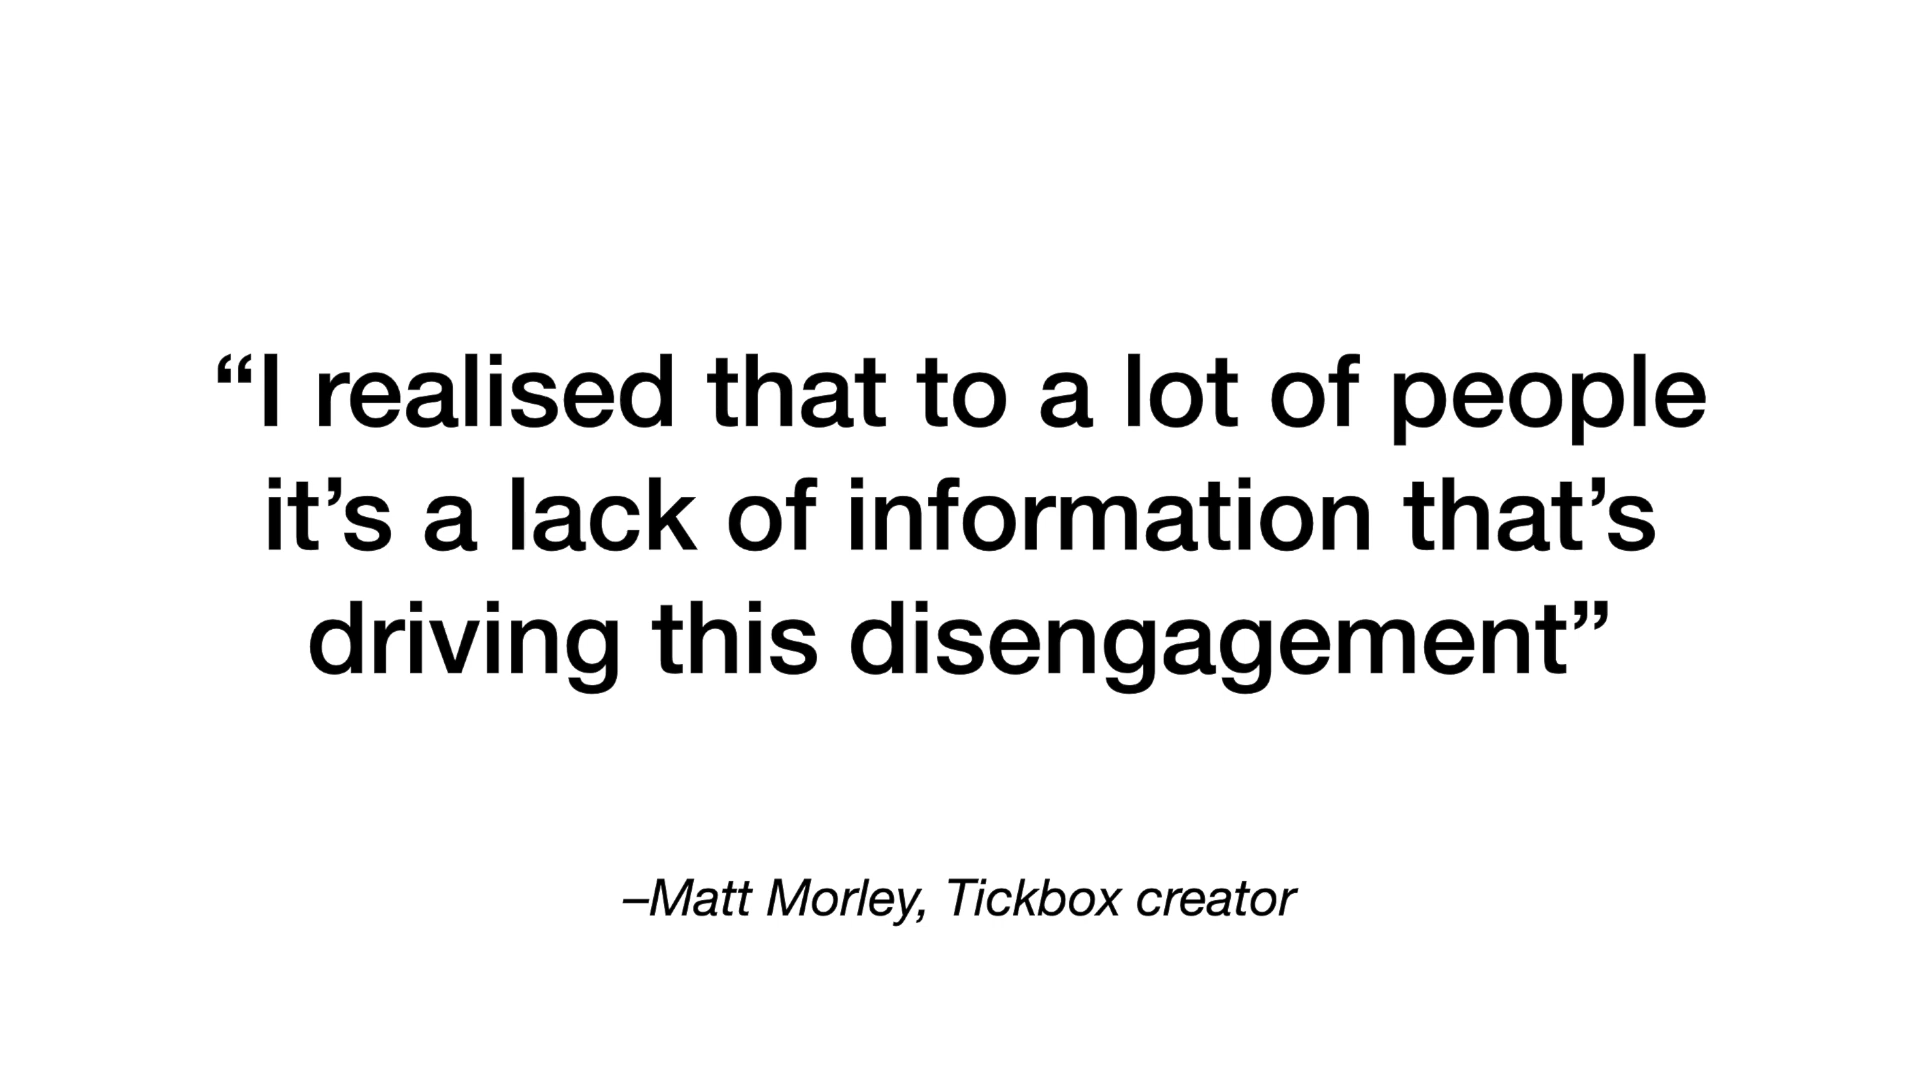 “I realised that to a lot of people
it’s a lack of information that’s
driving this disengagement”
–Matt Morley, Tickbox creator